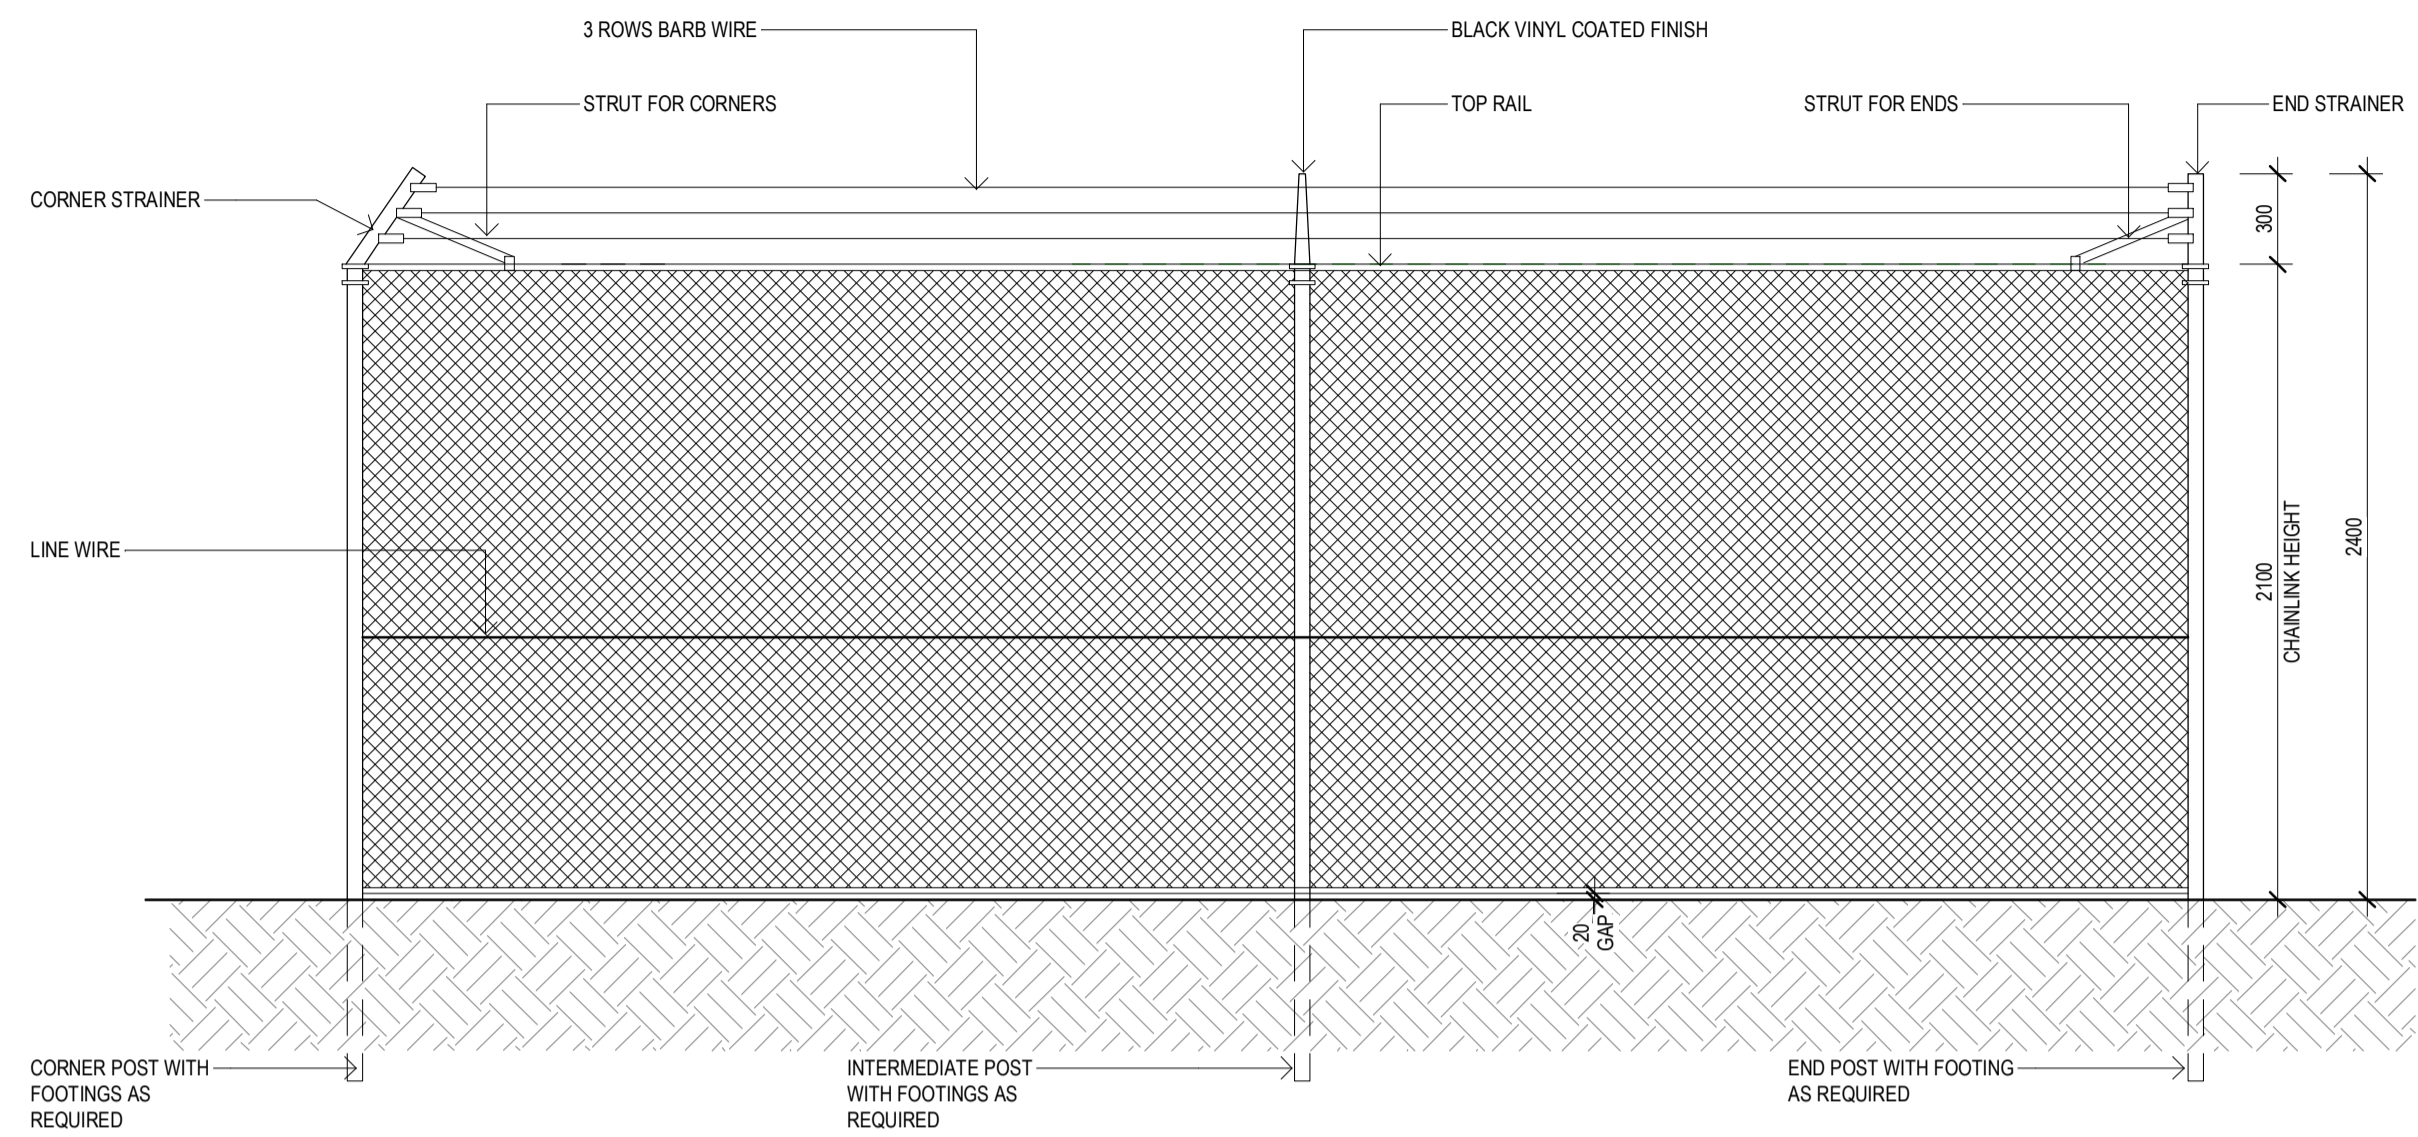 3 ROWS BARB WIRE
BLACK VINYL COATED FINISH
STRUT FOR CORNERS
TOP RAIL
STRUT FOR ENDS
END STRAINER
CORNER STRAINER
300
LINE WIRE
2100
CHAINLINK HEIGHT
2400
20
GAP
CORNER POST WITH
FOOTINGS AS
REQUIRED
INTERMEDIATE POST
WITH FOOTINGS AS
REQUIRED
END POST WITH FOOTING
AS REQUIRED